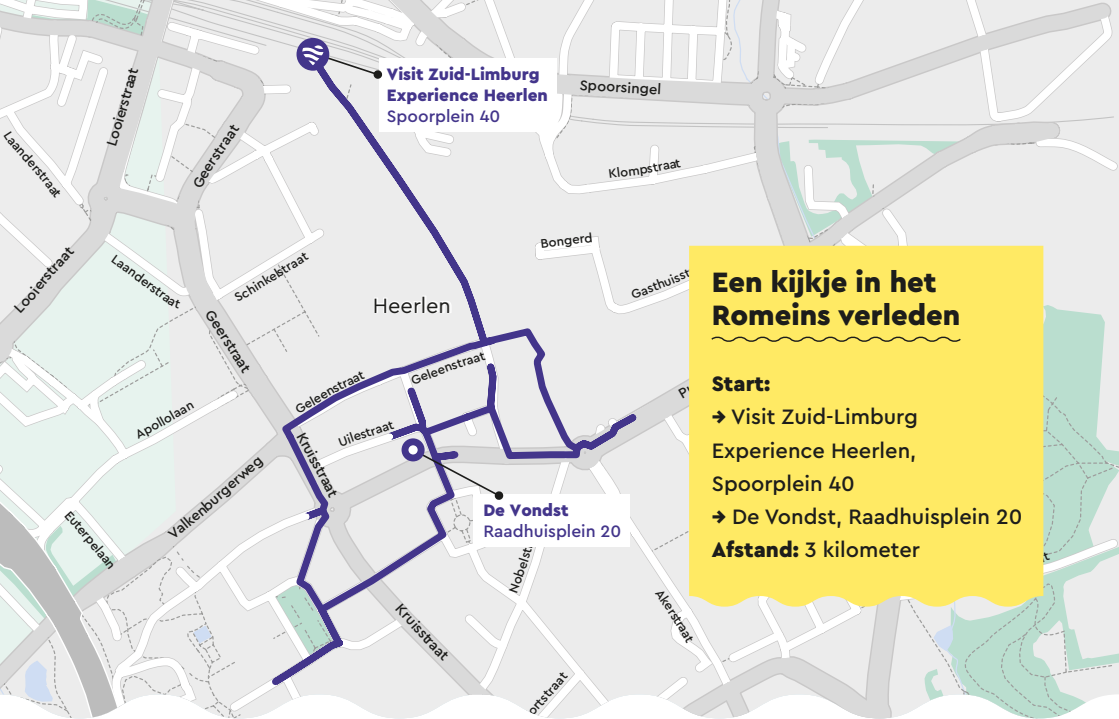 Visit Zuid-Limburg
Experience Heerlen
Spoorplein 40
Spoorsingel
Looierstraat
Laanderstraat
Geerstraat
Klompstraat
Bongerd
Looierstraat
Laanderstraat
Schinkelstraat
Heerlen
Geerstraat
Geleenstraat
Geleenstraat
Apollolaan
Uilestraat
Kruisstraat
Valkenburgerweg
Euterpelaan
De Vondst
Raadhuisplein 20
Kruisstraat
Akerstraat
Een kijkje in het
Romeins verleden
Start:
→ Visit Zuid-Limburg
Experience Heerlen,
Spoorplein 40
→ De Vondst, Raadhuisplein 20
Afstand: 3 kilometer